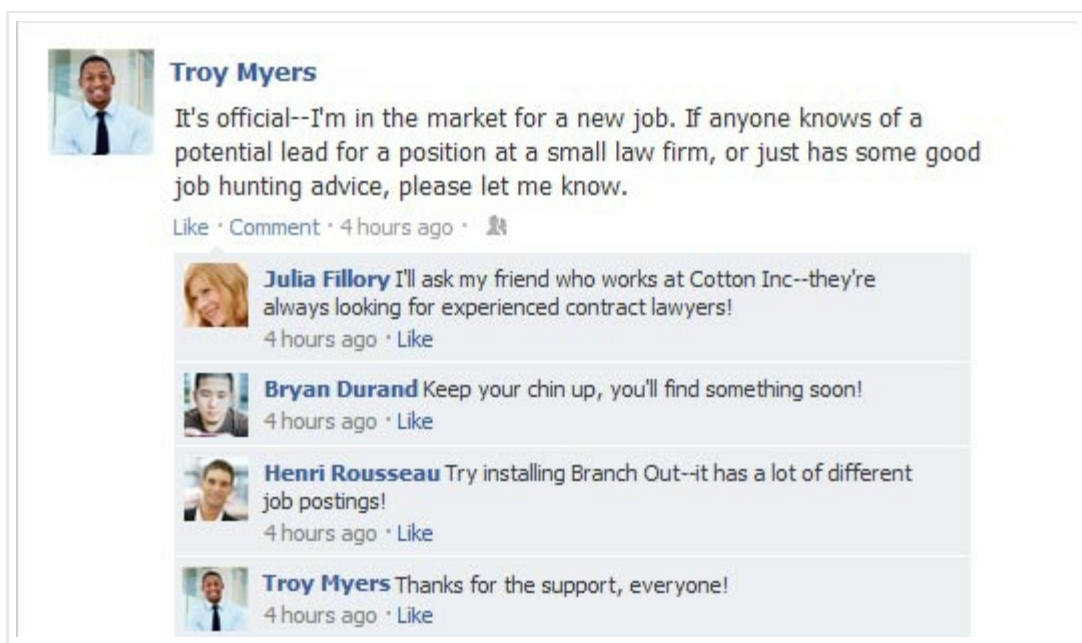 Troy Myers
It's official--I'm in the market for a new job. If anyone knows of a
potential lead for a position at a small law firm, or just has some good
job hunting advice, please let me know.
Like · Comment · 4 hours ago ·
Julia Fillory I'll ask my friend who works at Cotton Inc--they're
always looking for experienced contract lawyers!
4 hours ago · Like
Bryan Durand Keep your chin up, you'll find something soon!
4 hours ago · Like
Henri Rousseau Try installing Branch Out--it has a lot of different
job postings!
4 hours ago · Like
Troy Myers Thanks for the support, everyone!
4 hours ago · Like